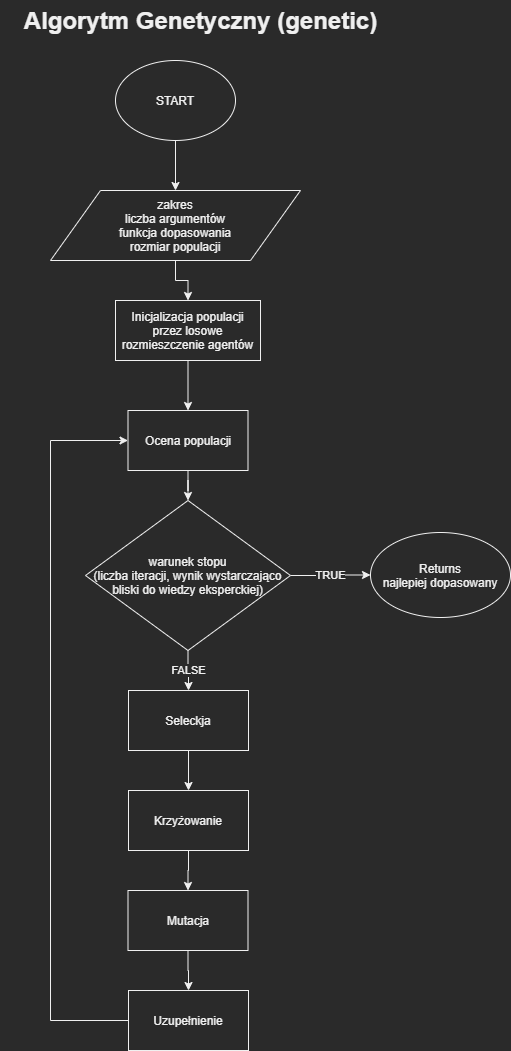 Algorytm Genetyczny (genetic)
START
zakres
liczba argumentów
funkcja dopasowania
rozmiar populacji
Inicjalizacja populacji
przez losowe
rozmieszczenie agentów
Ocena populacji
warunek stopu
(liczba iteracji, wynik wystarczająco
bliski do wiedzy eksperckiej)
TRUE
Returns
najlepiej dopasowany
FALSE
Seleckja
Krzyżowanie
Mutacja
Uzupełnienie